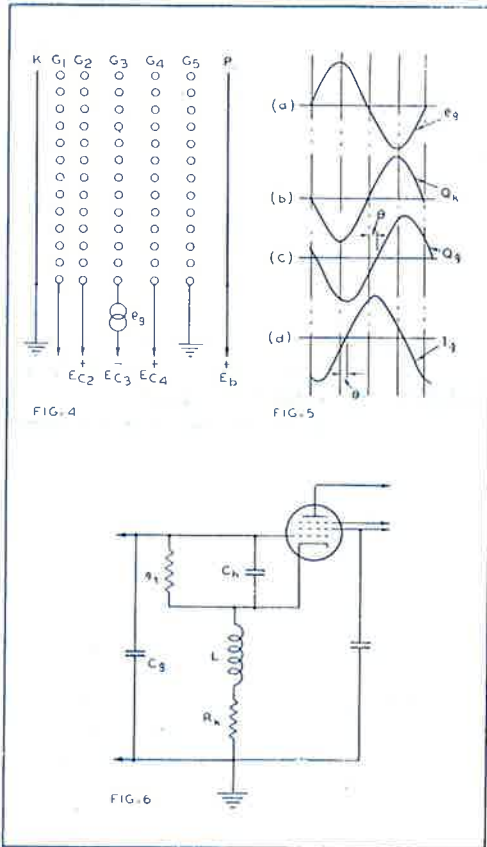 K G1 G2 G3 G4 G5 P
eg
+ - + +
EC2 EC3 EC4 Eb
FIG.4
(a) eg
(b) Qk
θ
(c) Qg
(d) Ig
θ
FIG.5
Ch
Cg
L
Rk
FIG.6